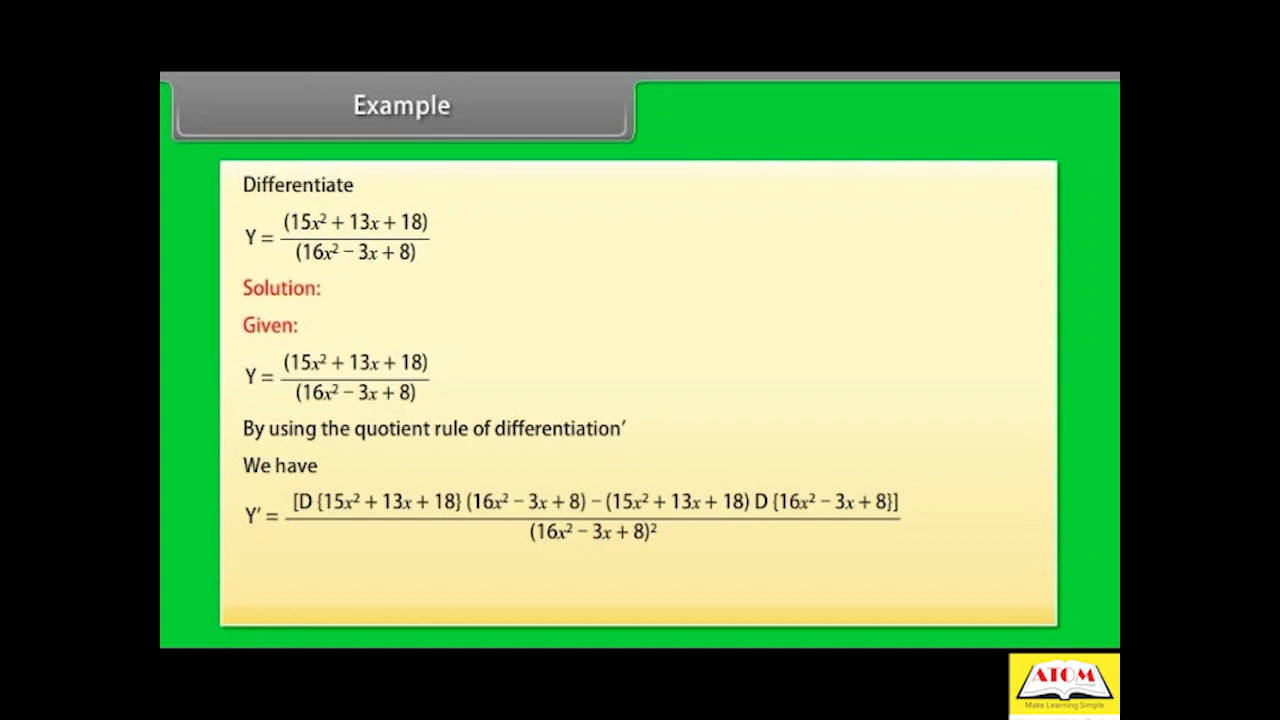 Example
Differentiate
Y = (15x² + 13x + 18)
(16x² − 3x + 8)
Solution:
Given:
Y = (15x² + 13x + 18)
(16x² − 3x + 8)
By using the quotient rule of differentiation′
We have
Y′ = [D {15x² + 13x + 18} (16x² − 3x + 8) − (15x² + 13x + 18) D {16x² − 3x + 8}]
(16x² − 3x + 8)²
ATOM
Make Learning Simple